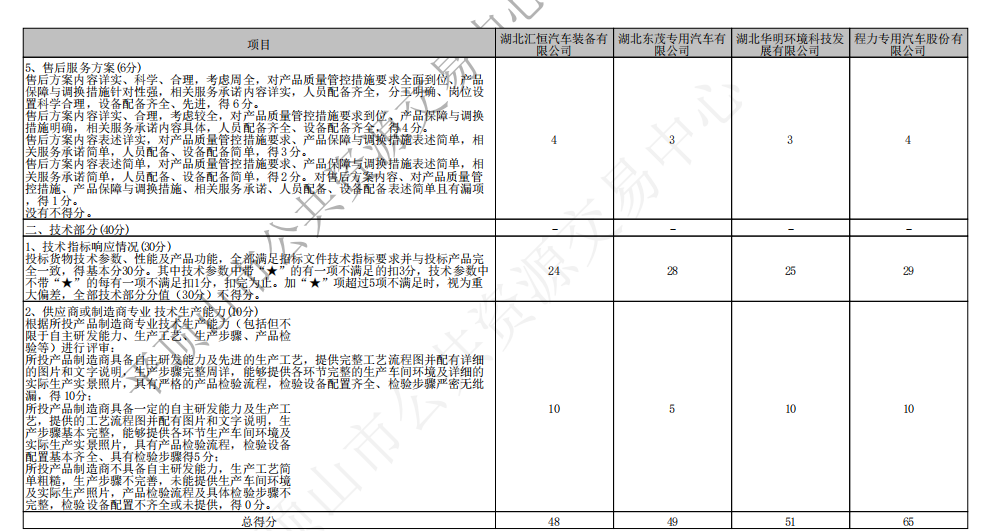 项目
湖北汇恒汽车装备有
限公司
湖北东茂专用汽车有
限公司
湖北华明环境科技发
展有限公司
程力专用汽车股份有
限公司
5、售后服务方案(6分)
售后方案内容详实、科学、合理，考虑周全，对产品质量管控措施要求全面到位、产品
保障与调换措施针对性强，相关服务承诺内容详实，人员配备齐全，分工明确、岗位设
置科学合理，设备配备齐全、先进，得６分。
售后方案内容详实、合理，考虑较全，对产品质量管控措施要求到位、产品保障与调换
措施明确，相关服务承诺内容具体，人员配备齐全、设备配备齐全，得４分。
售后方案内容表述详实，对产品质量管控措施要求、产品保障与调换措施表述简单，相
关服务承诺简单，人员配备、设备配备简单，得３分。
售后方案内容表述简单，对产品质量管控措施要求、产品保障与调换措施表述简单，相
关服务承诺简单，人员配备、设备配备简单，得２分。对售后方案内容、对产品质量管
控措施、产品保障与调换措施、相关服务承诺、人员配备、设备配备表述简单且有漏项
，得１分。
没有不得分。
4 3 3 4
二、技术部分(40分) － － － －
1、技术指标响应情况(30分)
投标货物技术参数、性能及产品功能，全部满足招标文件技术指标要求并与投标产品完
全一致，得基本分30分。其中技术参数中带“★”的有一项不满足的扣3分，技术参数中
不带“★”的每有一项不满足扣1分，扣完为止。加“★”项超过5项不满足时，视为重
大偏差，全部技术部分分值（30分）不得分。
24 28 25 29
2、供应商或制造商专业 技术生产能力(10分)
根据所投产品制造商专业技术生产能力（包括但不
限于自主研发能力、生产工艺、生产步骤、产品检
验等）进行评审；
所投产品制造商具备自主研发能力及先进的生产工艺，提供完整工艺流程图并配有详细
的图片和文字说明，生产步骤完整周详，能够提供各环节完整的生产车间环境及详细的
实际生产实景照片，具有严格的产品检验流程，检验设备配置齐全、检验步骤严密无纰
漏，得 10分；
所投产品制造商具备一定的自主研发能力及生产工
艺，提供的工艺流程图并配有图片和文字说明，生
产步骤基本完整，能够提供各环节生产车间环境及
实际生产实景照片，具有产品检验流程，检验设备
配置基本齐全、具有检验步骤得5 分；
所投产品制造商不具备自主研发能力，生产工艺简
单粗糙，生产步骤不完善，未能提供生产车间环境
及实际生产照片，产品检验流程及具体检验步骤不
完整，检验设备配置不齐全或未提供，得 0 分。
10 5 10 10
总得分 48 49 51 65
平顶山市公共资源交易中心
顶山市公共资源交易中心